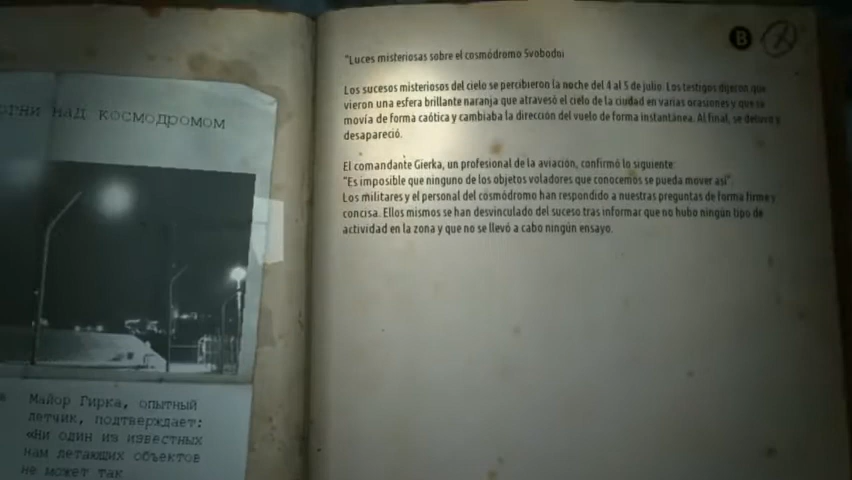 огни над космодромом
Майор Гирка, опытный
летчик, подтверждает:
«Ни один из известных
нам летающих объектов
не может так
B
"Luces misteriosas sobre el cosmódromo Svobodni
Los sucesos misteriosos del cielo se percibieron la noche del 4 al 5 de julio. Los testigos dijeron que
vieron una esfera brillante naranja que atravesó el cielo de la ciudad en varias ocasiones y que se
movía de forma caótica y cambiaba la dirección del vuelo de forma instantánea. Al final, se detuvo y
desapareció.
El comandante Gierka, un profesional de la aviación, confirmó lo siguiente:
"Es imposible que ninguno de los objetos voladores que conocemos se pueda mover así".
Los militares y el personal del cosmódromo han respondido a nuestras preguntas de forma firme y
concisa. Ellos mismos se han desvinculado del suceso tras informar que no hubo ningún tipo de
actividad en la zona y que no se llevó a cabo ningún ensayo.